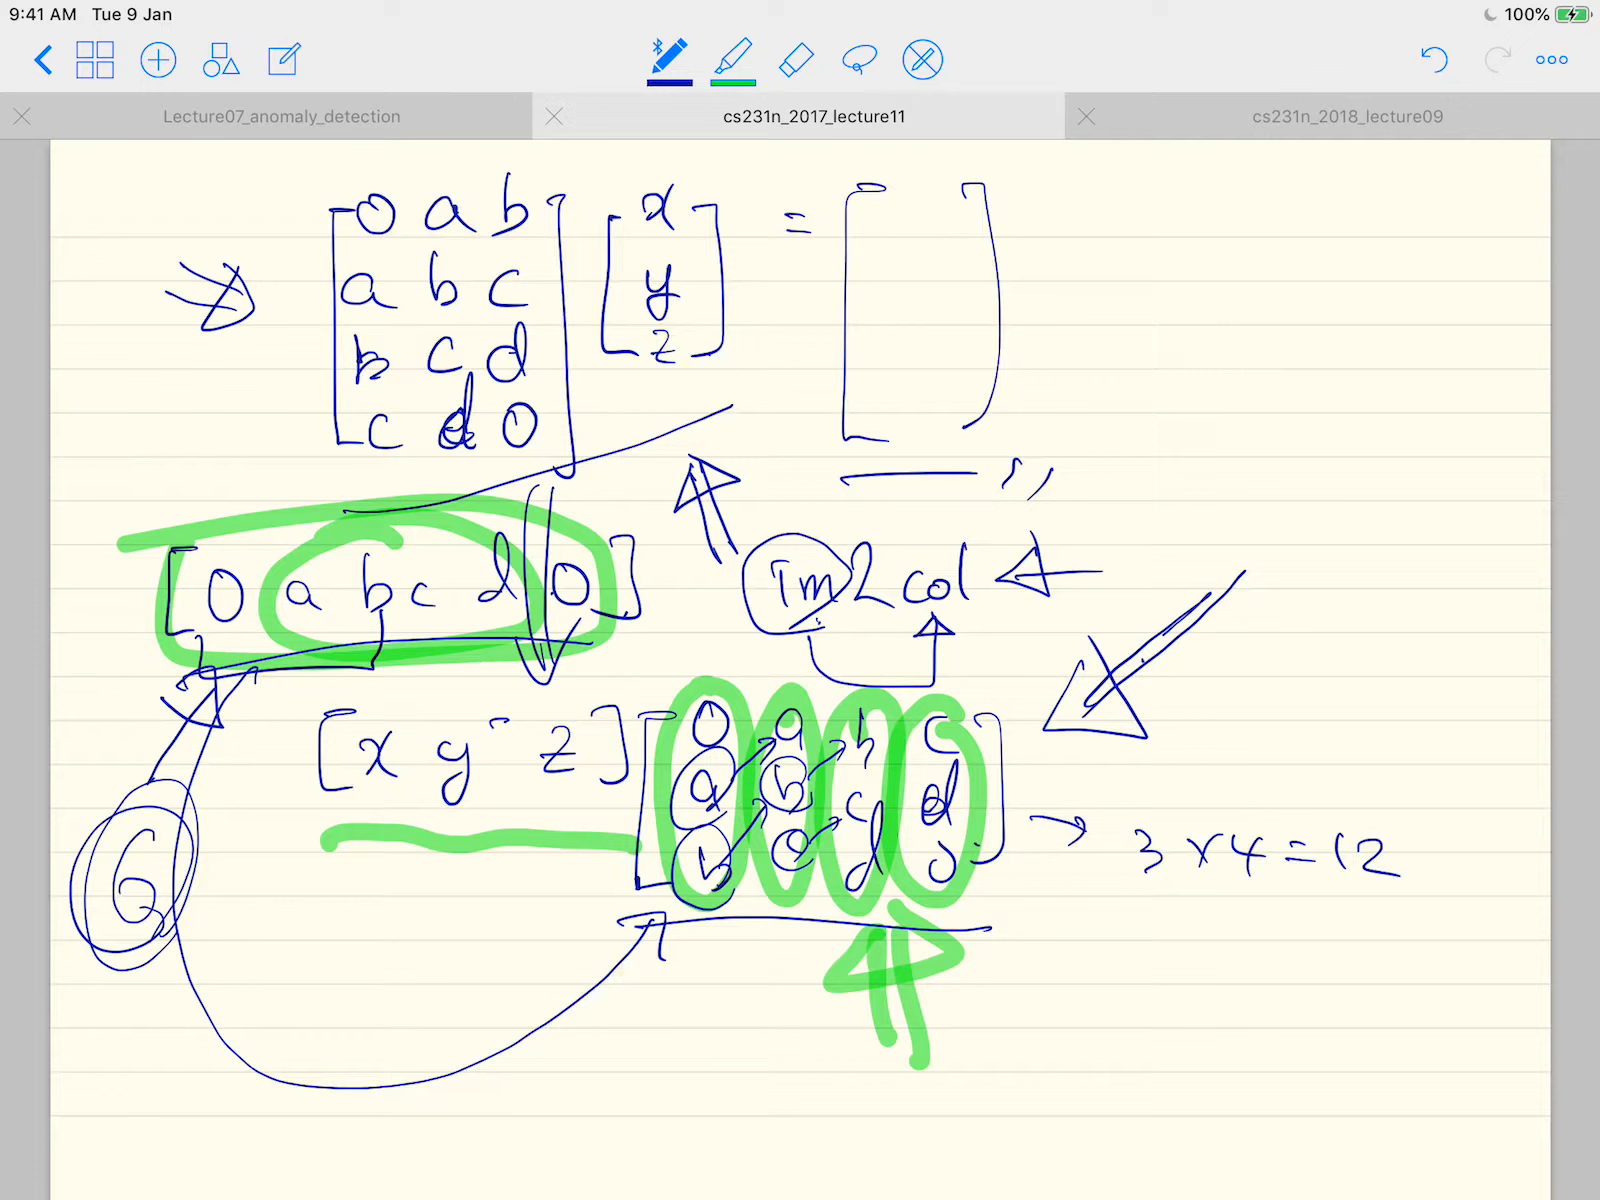 9:41 AM Tue 9 Jan 100%
Lecture07_anomaly_detection cs231n_2017_lecture11 cs231n_2018_lecture09
[0 a b] [x] = [ ]
a b c y
b c d z
c d 0
[0 a b c d 0] Im2col
[x y z] [0 a b c]
a b c d
b c d 0 → 3 x 4 = 12
6